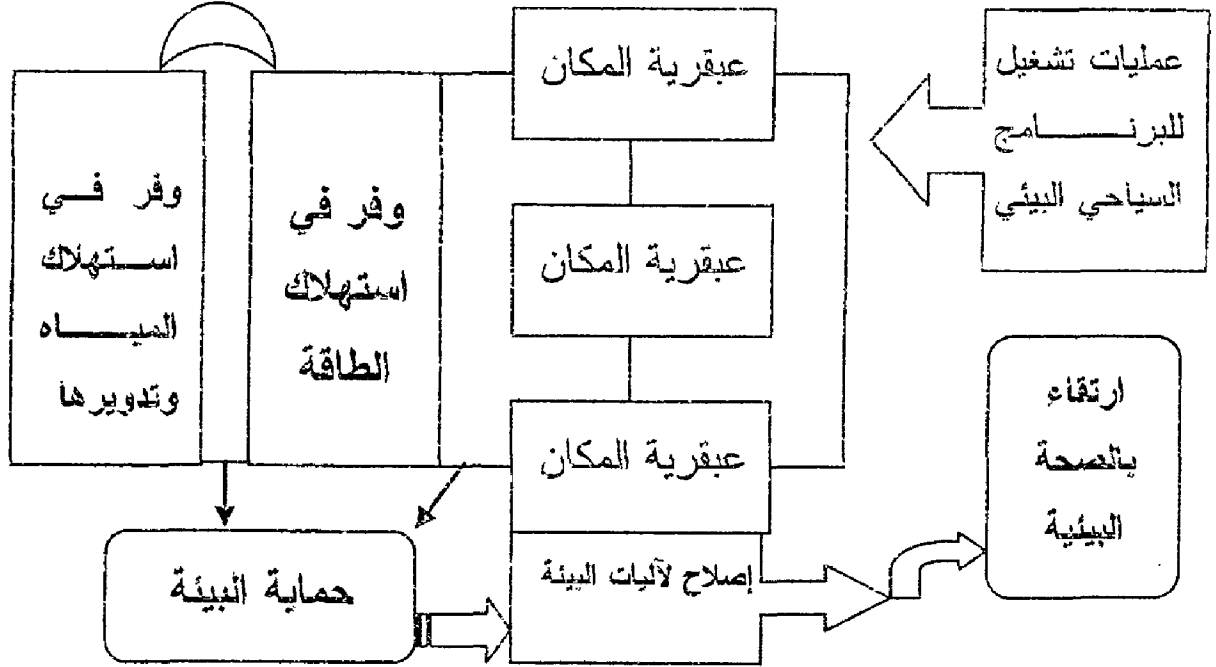 عمليات تشغيل
للبرنامج
السياحي البيئي
عبقرية المكان
عبقرية المكان
عبقرية المكان
وفر في
استهلاك
الطاقة
وفر في
استهلاك
المياه
وتدويرها
حماية البيئة
إصلاح لآليات البيئة
ارتقاء
بالصحة
البيئية